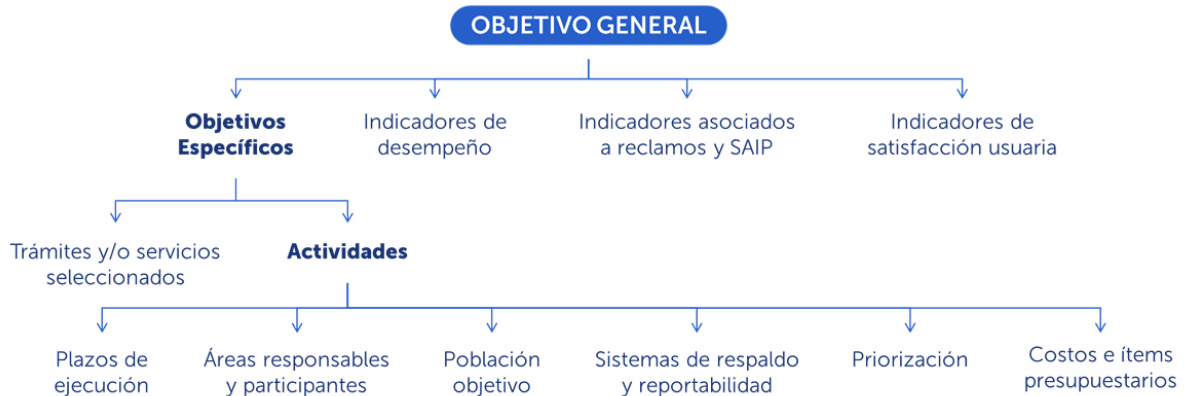 OBJETIVO GENERAL
Objetivos
Específicos
Indicadores de
desempeño
Indicadores asociados
a reclamos y SAIP
Indicadores de
satisfacción usuaria
Trámites y/o servicios
seleccionados
Actividades
Plazos de
ejecución
Áreas responsables
y participantes
Población
objetivo
Sistemas de respaldo
y reportabilidad
Priorización
Costos e ítems
presupuestarios